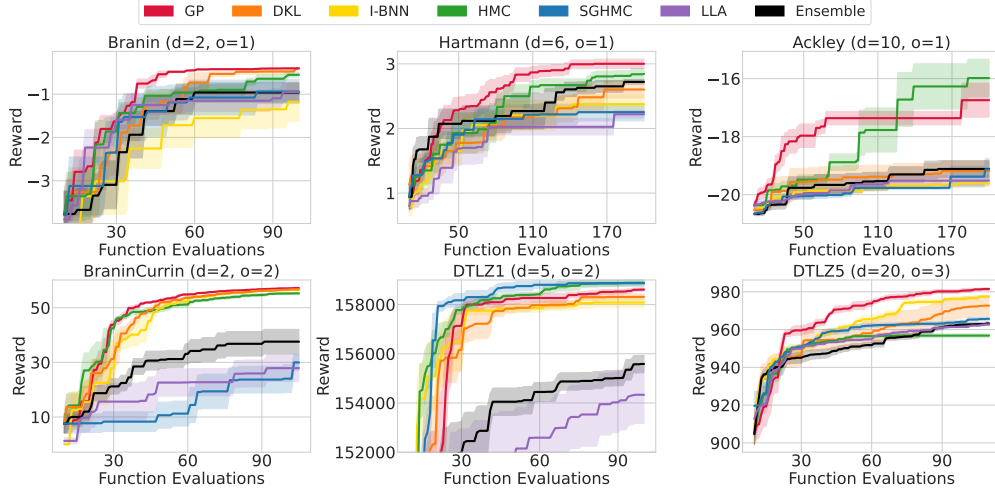 GP DKL I-BNN HMC SGHMC LLA Ensemble
Branin (d=2, o=1)
Reward
−1
−2
−3
30 60 90
Function Evaluations
Hartmann (d=6, o=1)
Reward
3
2
1
50 110 170
Function Evaluations
Ackley (d=10, o=1)
Reward
−16
−18
−20
50 110 170
Function Evaluations
BraninCurrin (d=2, o=2)
Reward
50
30
10
30 60 90
Function Evaluations
DTLZ1 (d=5, o=2)
Reward
158000
156000
154000
152000
30 60 90
Function Evaluations
DTLZ5 (d=20, o=3)
Reward
980
960
940
920
900
30 60 90
Function Evaluations